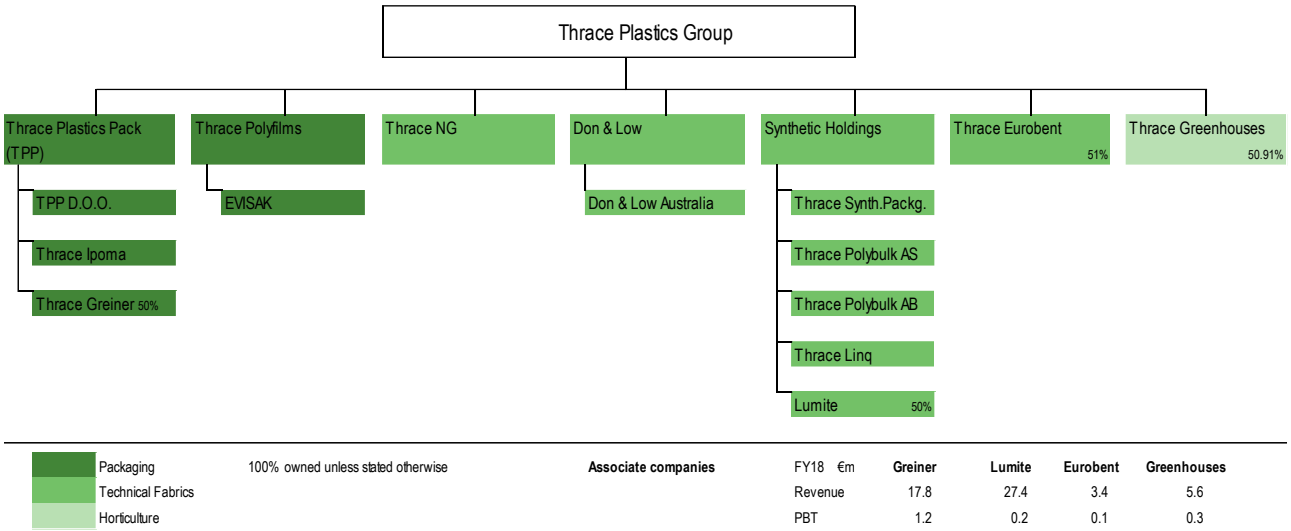 Thrace Plastics Group
Thrace Plastics Pack
(TPP)
Thrace Polyfilms
Thrace NG
Don & Low
Synthetic Holdings
Thrace Eurobent
51%
Thrace Greenhouses
50.91%
TPP D.O.O.
EVISAK
Don & Low Australia
Thrace Synth.Packg.
Thrace Ipoma
Thrace Polybulk AS
Thrace Greiner 50%
Thrace Polybulk AB
Thrace Linq
Lumite 50%
Packaging 100% owned unless stated otherwise Associate companies FY18 €m Greiner Lumite Eurobent Greenhouses
Technical Fabrics Revenue 17.8 27.4 3.4 5.6
Horticulture PBT 1.2 0.2 0.1 0.3